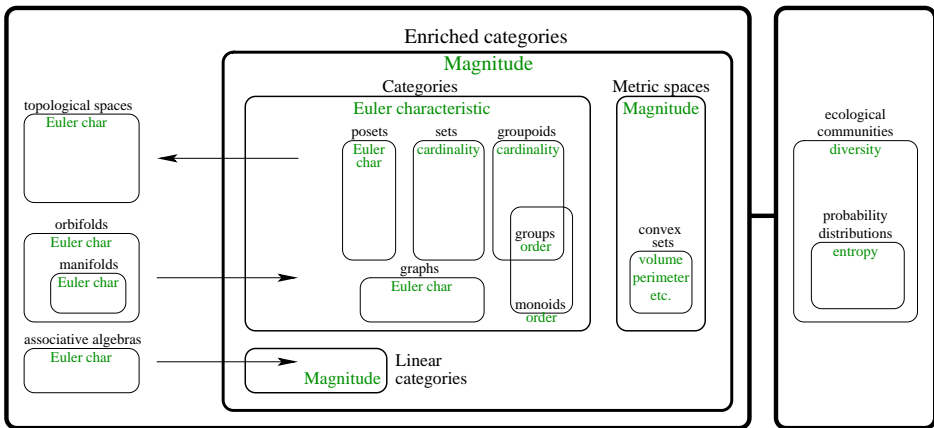 Enriched categories
Magnitude
Categories
Euler characteristic
Metric spaces
Magnitude
topological spaces
Euler char
posets
Euler
char
sets
cardinality
groupoids
cardinality
groups
order
monoids
order
graphs
Euler char
convex
sets
volume
perimeter
etc.
orbifolds
Euler char
manifolds
Euler char
associative algebras
Euler char
Magnitude
Linear
categories
ecological
communities
diversity
probability
distributions
entropy